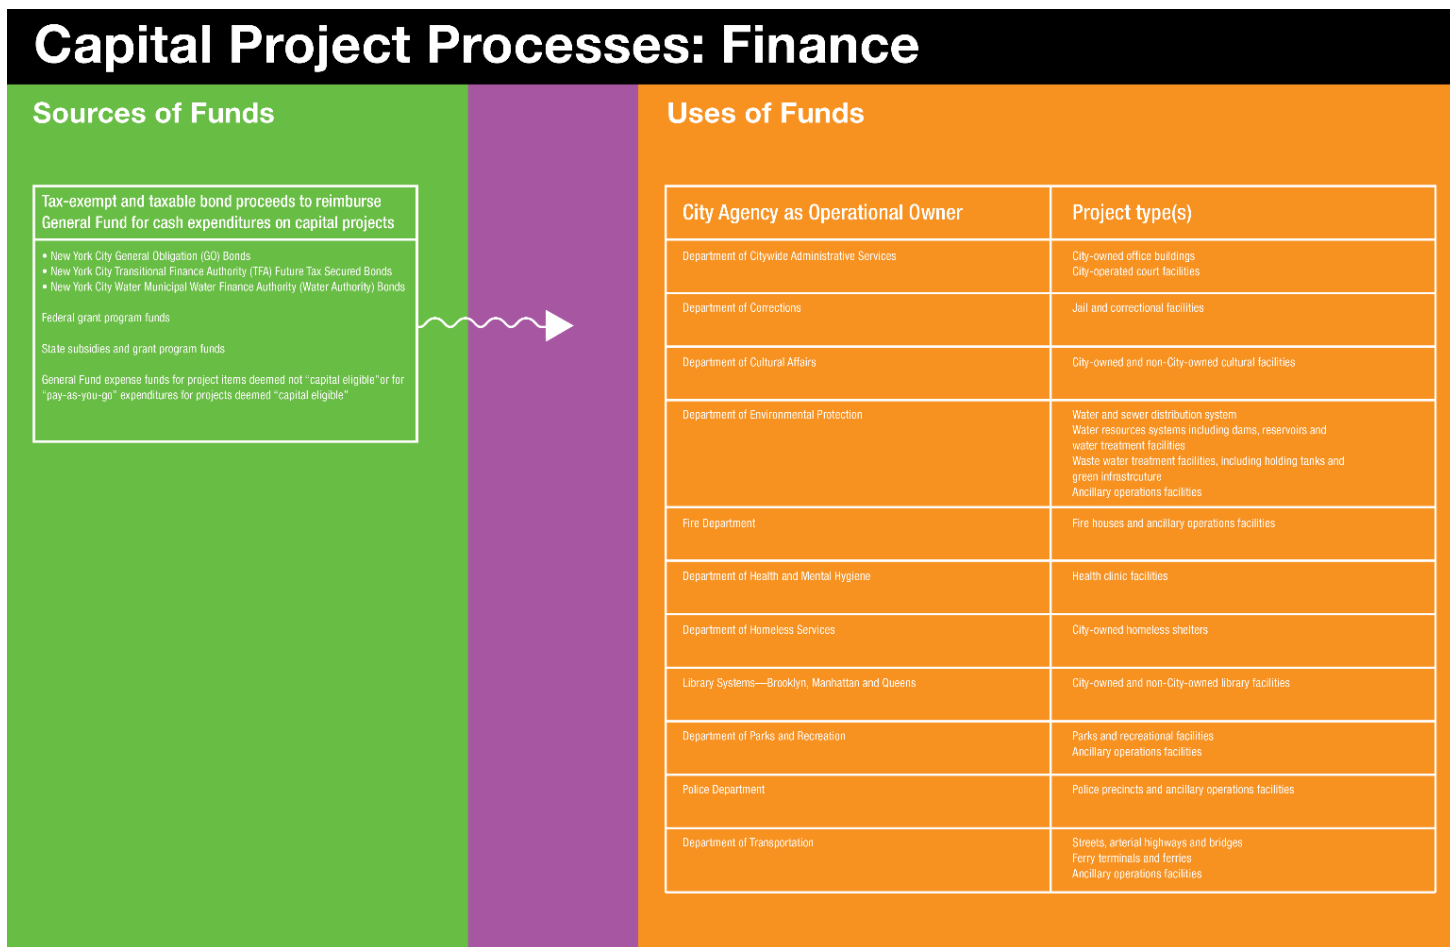 Capital Project Processes: Finance
Sources of Funds
Tax-exempt and taxable bond proceeds to reimburse
General Fund for cash expenditures on capital projects
• New York City General Obligation (GO) Bonds
• New York City Transitional Finance Authority (TFA) Future Tax Secured Bonds
• New York City Water Municipal Water Finance Authority (Water Authority) Bonds
Federal grant program funds
State subsidies and grant program funds
General Fund expense funds for project items deemed not “capital eligible”or for
“pay-as-you-go” expenditures for projects deemed “capital eligible”
Uses of Funds
City Agency as Operational Owner
Project type(s)
Department of Citywide Administrative Services
City-owned office buildings
City-operated court facilities
Department of Corrections
Jail and correctional facilities
Department of Cultural Affairs
City-owned and non-City-owned cultural facilities
Department of Environmental Protection
Water and sewer distribution system
Water resources systems including dams, reservoirs and
water treatment facilities
Waste water treatment facilities, including holding tanks and
green infrastrcuture
Ancillary operations facilities
Fire Department
Fire houses and ancillary operations facilities
Department of Health and Mental Hygiene
Health clinic facilities
Department of Homeless Services
City-owned homeless shelters
Library Systems—Brooklyn, Manhattan and Queens
City-owned and non-City-owned library facilities
Department of Parks and Recreation
Parks and recreational facilities
Ancillary operations facilities
Police Department
Police precincts and ancillary operations facilities
Department of Transportation
Streets, arterial highways and bridges
Ferry terminals and ferries
Ancillary operations facilities